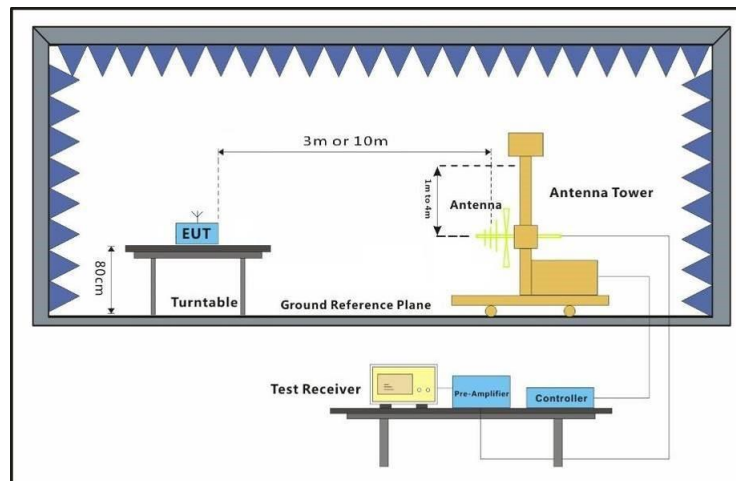 3m or 10m
1m to 4m
Antenna
Antenna Tower
EUT
80cm
Turntable
Ground Reference Plane
Test Receiver
Pre-Amplifier
Controller